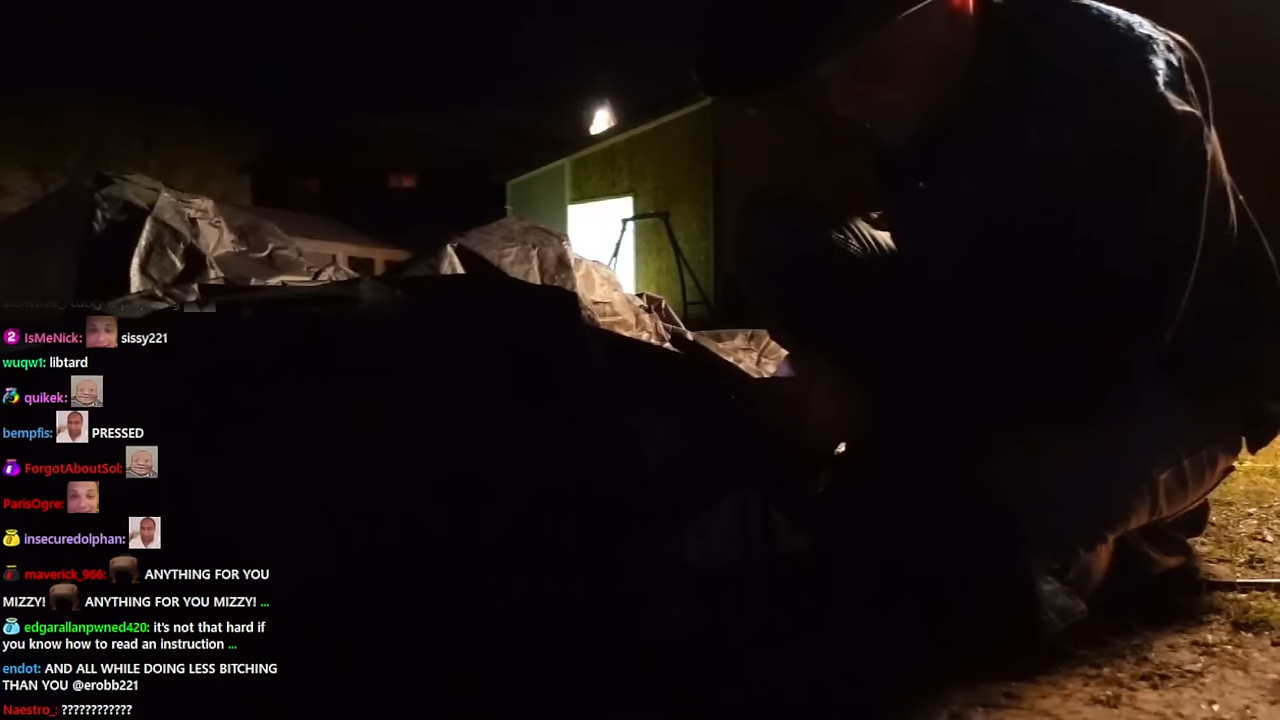 IsMeNick: sissy221
wuqw1: libtard
quikek:
bempfis: PRESSED
ForgotAboutSol:
ParisOgre:
insecuredolphan:
maverick_966: ANYTHING FOR YOU
MIZZY! ANYTHING FOR YOU MIZZY! ...
edgarallanpwned420: it's not that hard if
you know how to read an instruction ...
endot: AND ALL WHILE DOING LESS BITCHING
THAN YOU @erobb221
Naestro_: ????????????